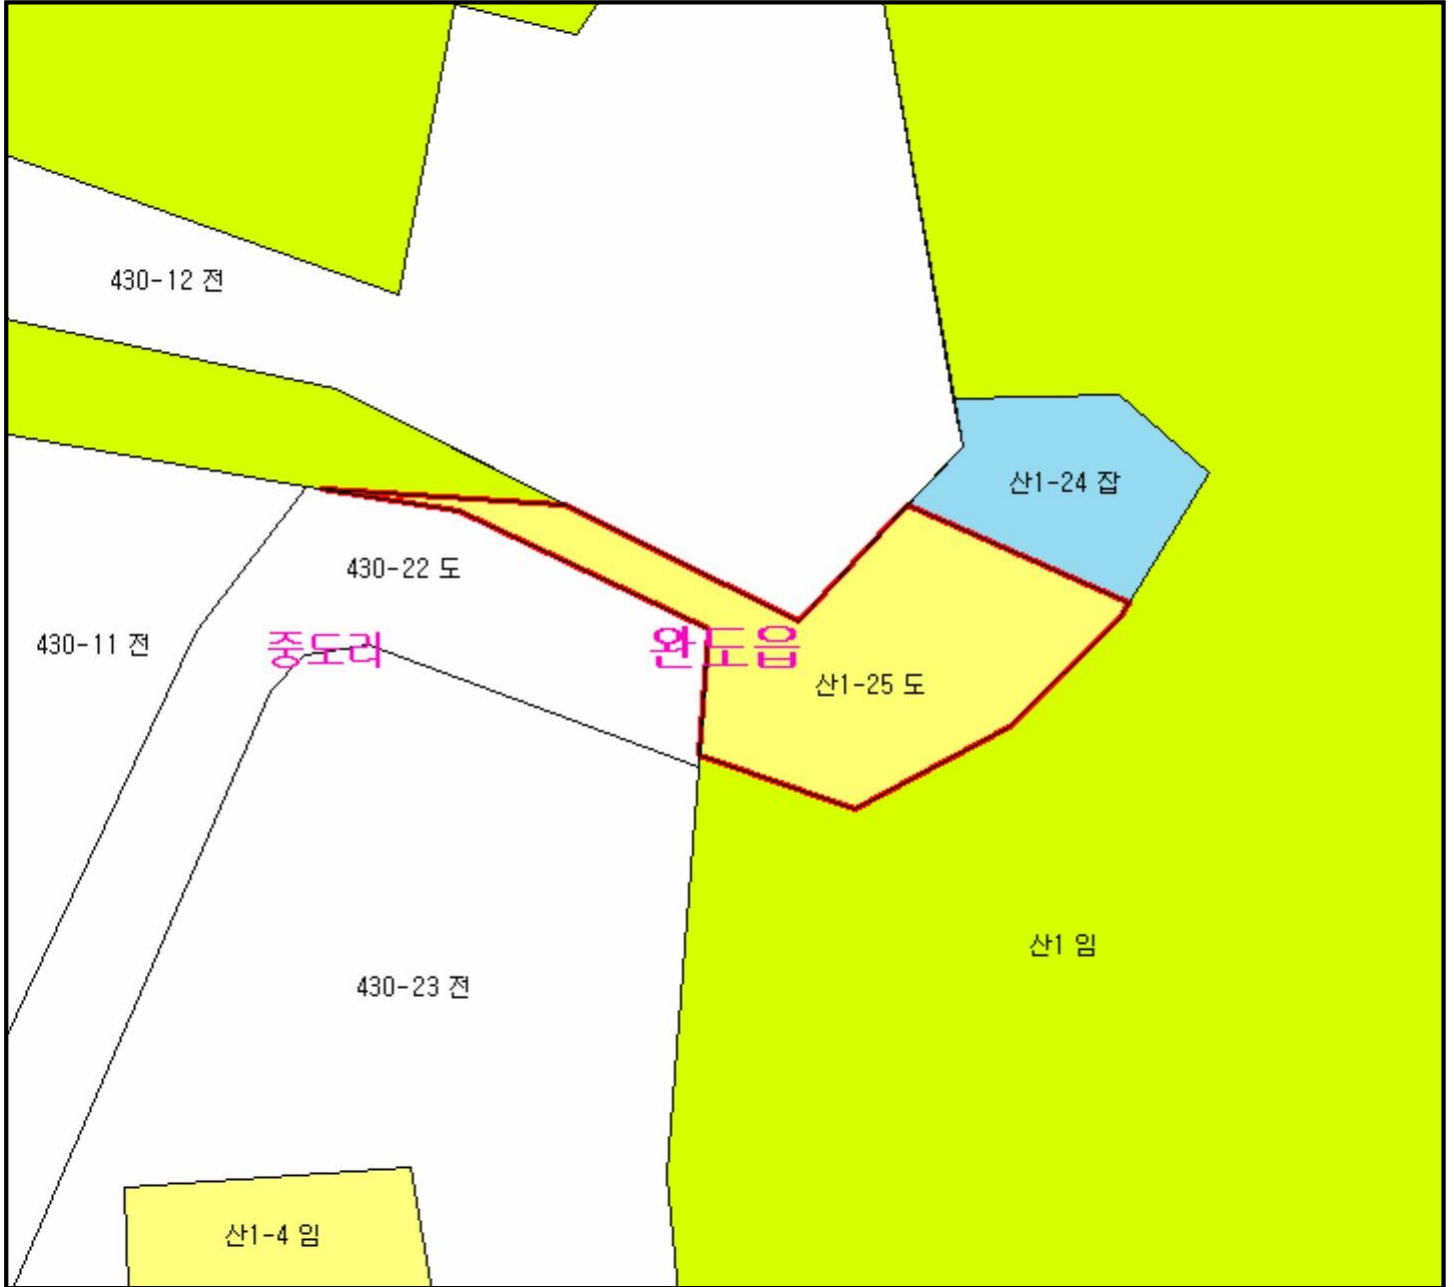 430-12 전
산1-24 잡
430-22 도
430-11 전
중도리
완도읍
산1-25 도
산1 임
430-23 전
산1-4 임